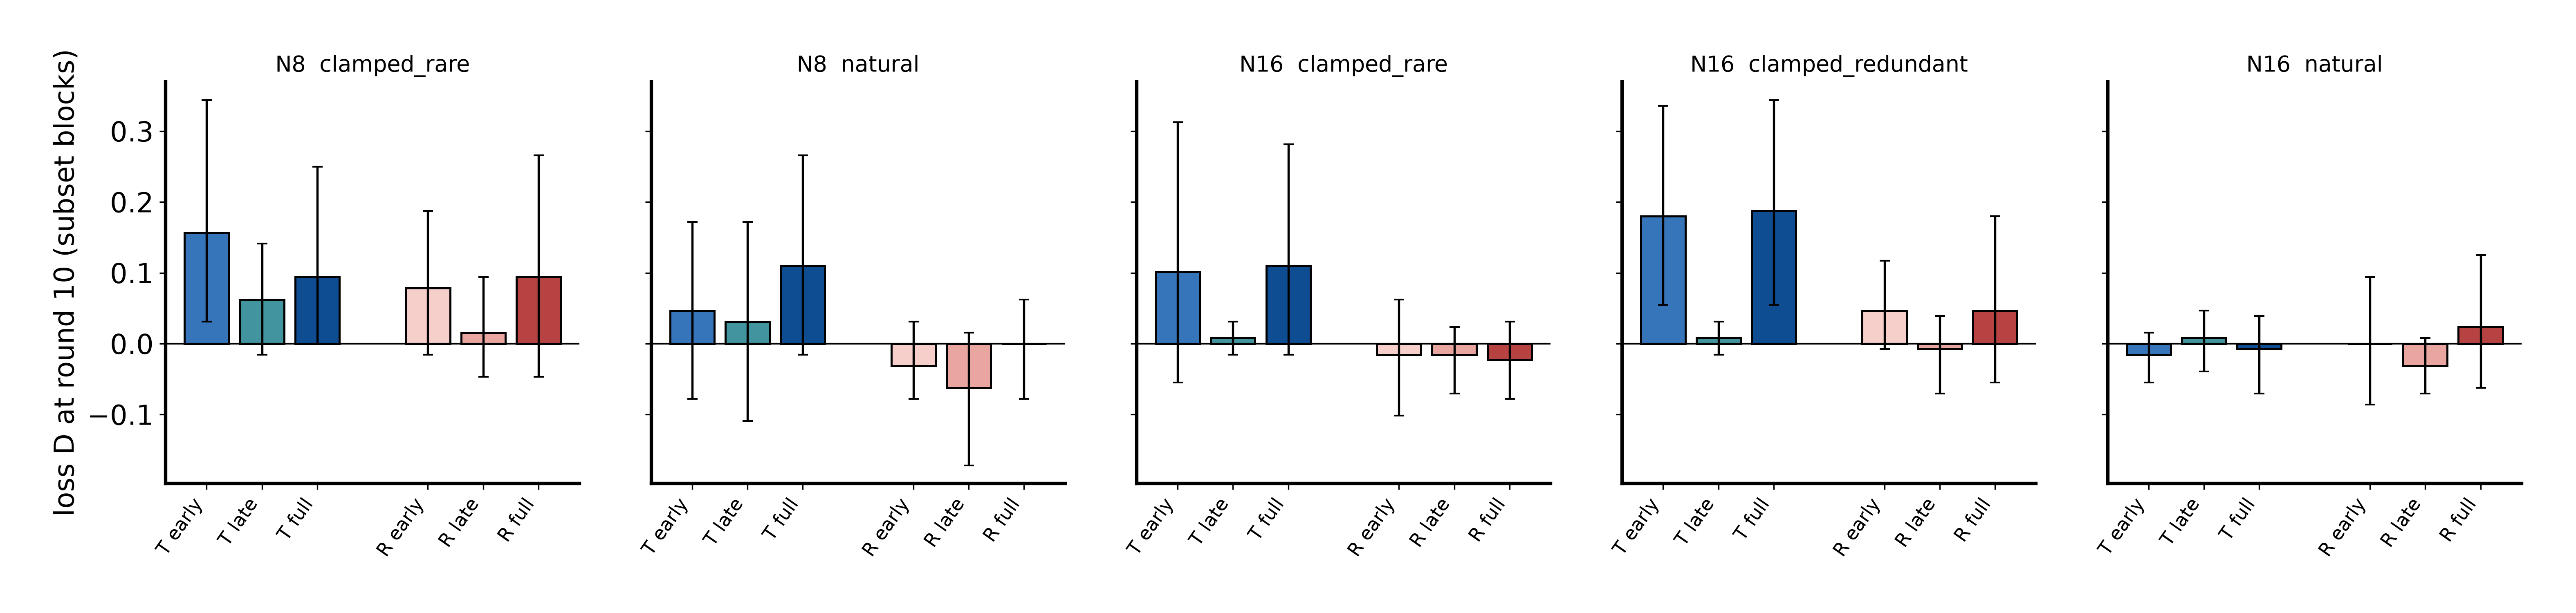 N8  clamped_rare
N8  natural
N16  clamped_rare
N16  clamped_redundant
N16  natural
loss D at round 10 (subset blocks)
0.3
0.2
0.1
0.0
−0.1
T early
T late
T full
R early
R late
R full
T early
T late
T full
R early
R late
R full
T early
T late
T full
R early
R late
R full
T early
T late
T full
R early
R late
R full
T early
T late
T full
R early
R late
R full